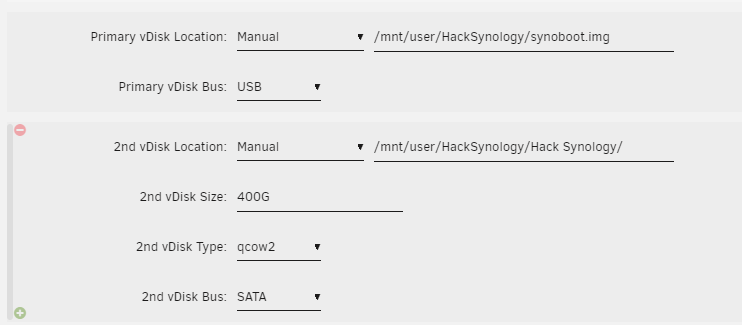 Primary vDisk Location: Manual /mnt/user/HackSynology/synoboot.img
Primary vDisk Bus: USB
2nd vDisk Location: Manual /mnt/user/HackSynology/Hack Synology/
2nd vDisk Size: 400G
2nd vDisk Type: qcow2
2nd vDisk Bus: SATA